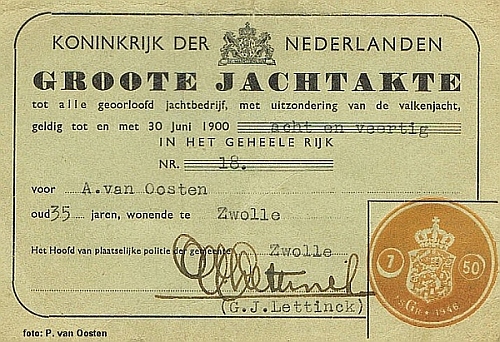 KONINKRIJK DER NEDERLANDEN
GROOTE JACHTAKTE
tot alle geoorloofd jachtbedrijf, met uitzondering van de valkenjacht,
geldig tot en met 30 Juni 1900 acht en veertig
IN HET GEHEELE RIJK
NR. 18.
voor A.van Oosten
oud 35 jaren, wonende te Zwolle
Het Hoofd van plaatselijke politie der gemeente Zwolle
(G.J.Lettinck)
7 50
1946
foto: P. van Oosten